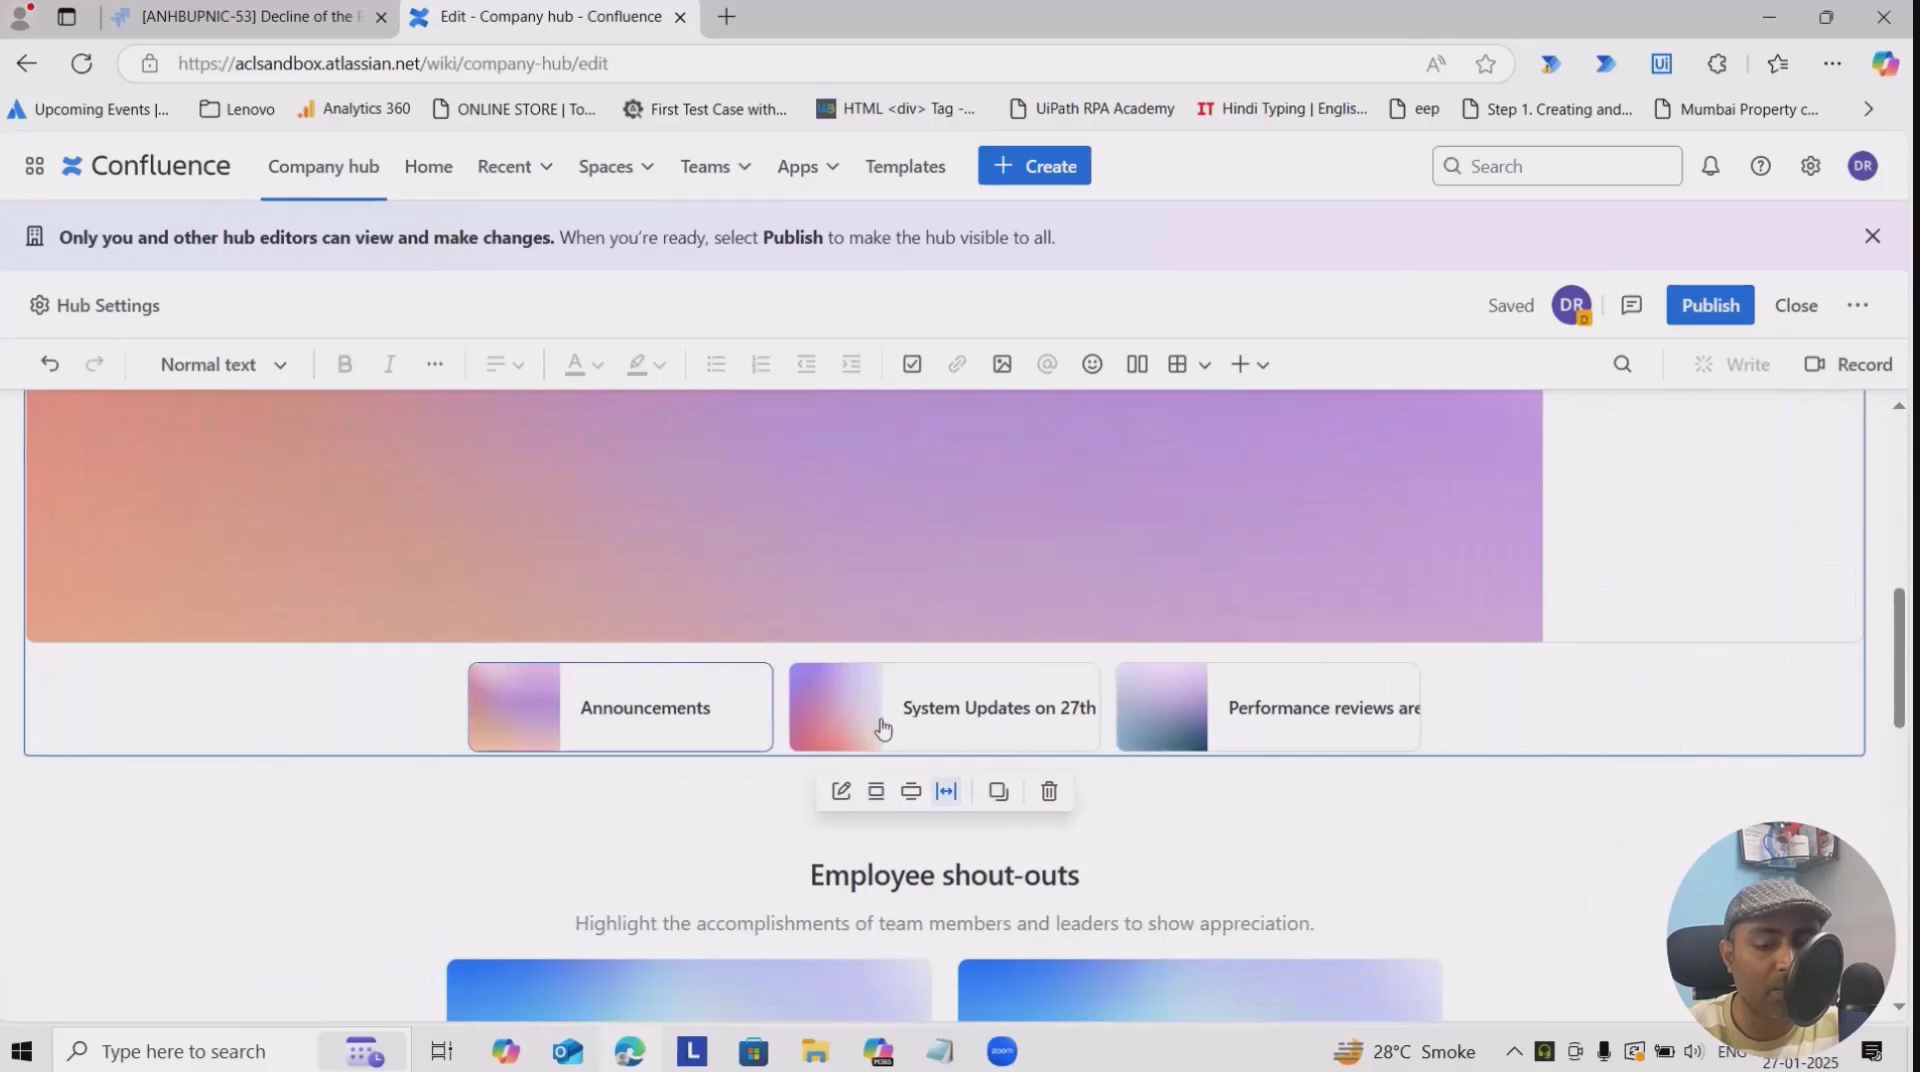 [ANHBUPNIC-53] Decline of the E
Edit - Company hub - Confluence
https://aclsandbox.atlassian.net/wiki/company-hub/edit
Upcoming Events |...
Lenovo
Analytics 360
ONLINE STORE | To...
First Test Case with...
HTML <div> Tag -...
UiPath RPA Academy
Hindi Typing | Englis...
eep
Step 1. Creating and...
Mumbai Property c...
Confluence
Company hub
Home
Recent
Spaces
Teams
Apps
Templates
+ Create
Search
DR
Only you and other hub editors can view and make changes. When you're ready, select Publish to make the hub visible to all.
Hub Settings
Saved
DR
Publish
Close
Normal text
B
I
A
Write
Record
Announcements
System Updates on 27th
Performance reviews are
Employee shout-outs
Highlight the accomplishments of team members and leaders to show appreciation.
Type here to search
L
M365
zoom
28°C Smoke
ENG
27-01-2025